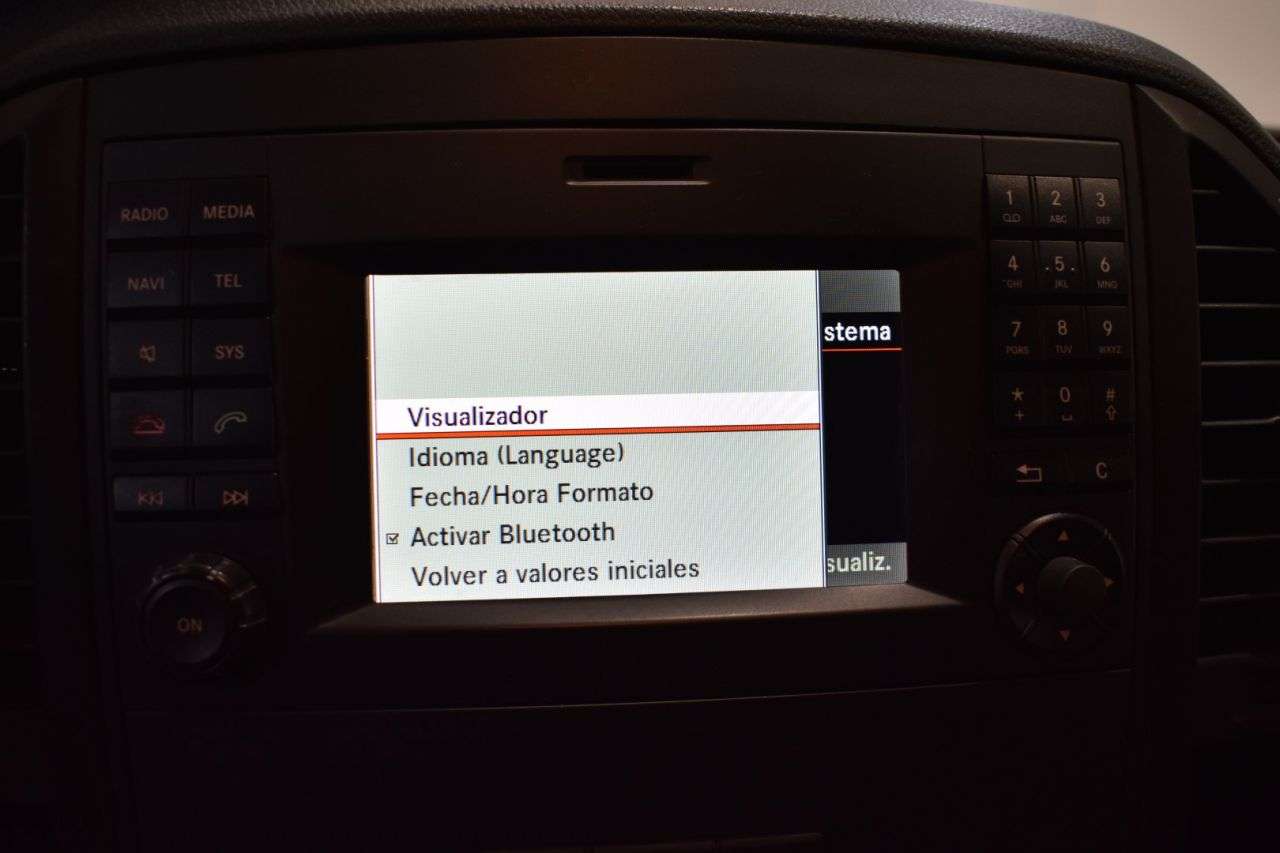 RADIO MEDIA
NAVI TEL
SYS
ON
stema
Visualizador
Idioma (Language)
Fecha/Hora Formato
Activar Bluetooth
Volver a valores iniciales
sualiz.
1 2 3
ABC DEF
4 .5. 6
GHI JKL MNO
7 8 9
PQRS TUV WXYZ
* 0 #
+
C